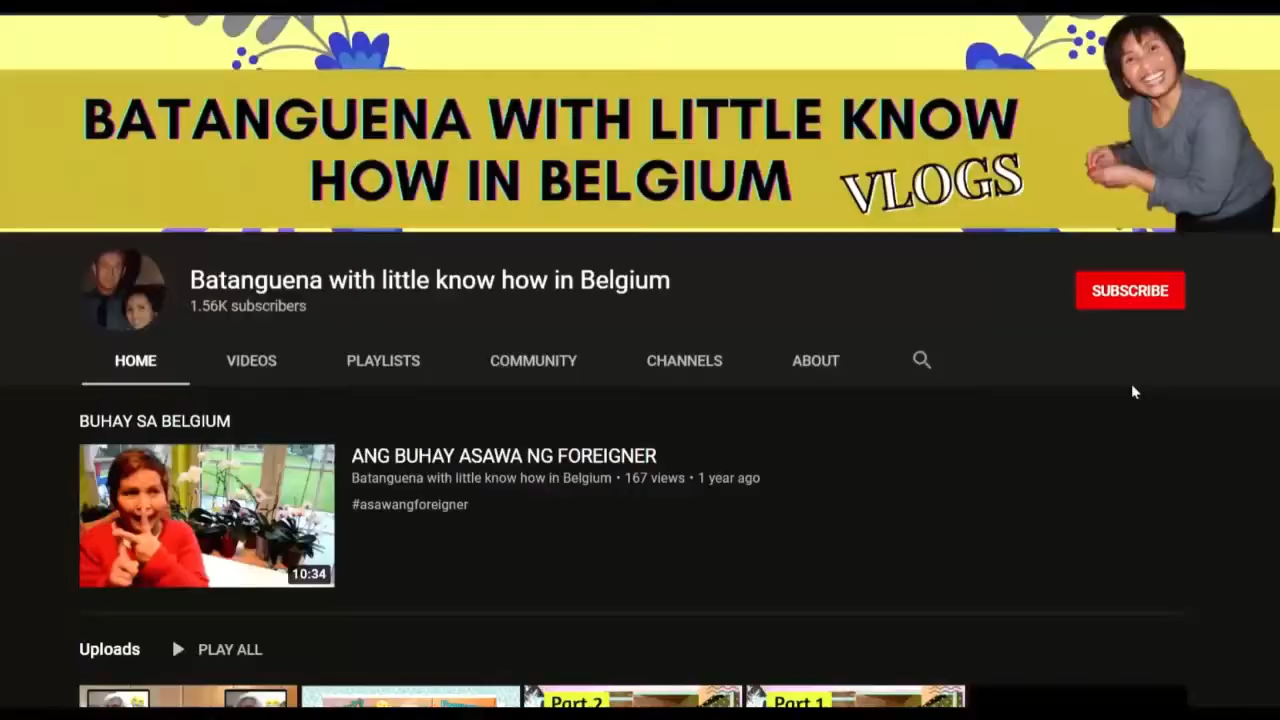 BATANGUENA WITH LITTLE KNOW
HOW IN BELGIUM
VLOGS
Batanguena with little know how in Belgium
1.56K subscribers
SUBSCRIBE
HOME
VIDEOS
PLAYLISTS
COMMUNITY
CHANNELS
ABOUT
BUHAY SA BELGIUM
ANG BUHAY ASAWA NG FOREIGNER
Batanguena with little know how in Belgium • 167 views • 1 year ago
#asawangforeigner
10:34
Uploads
PLAY ALL
Part 2
Part 1